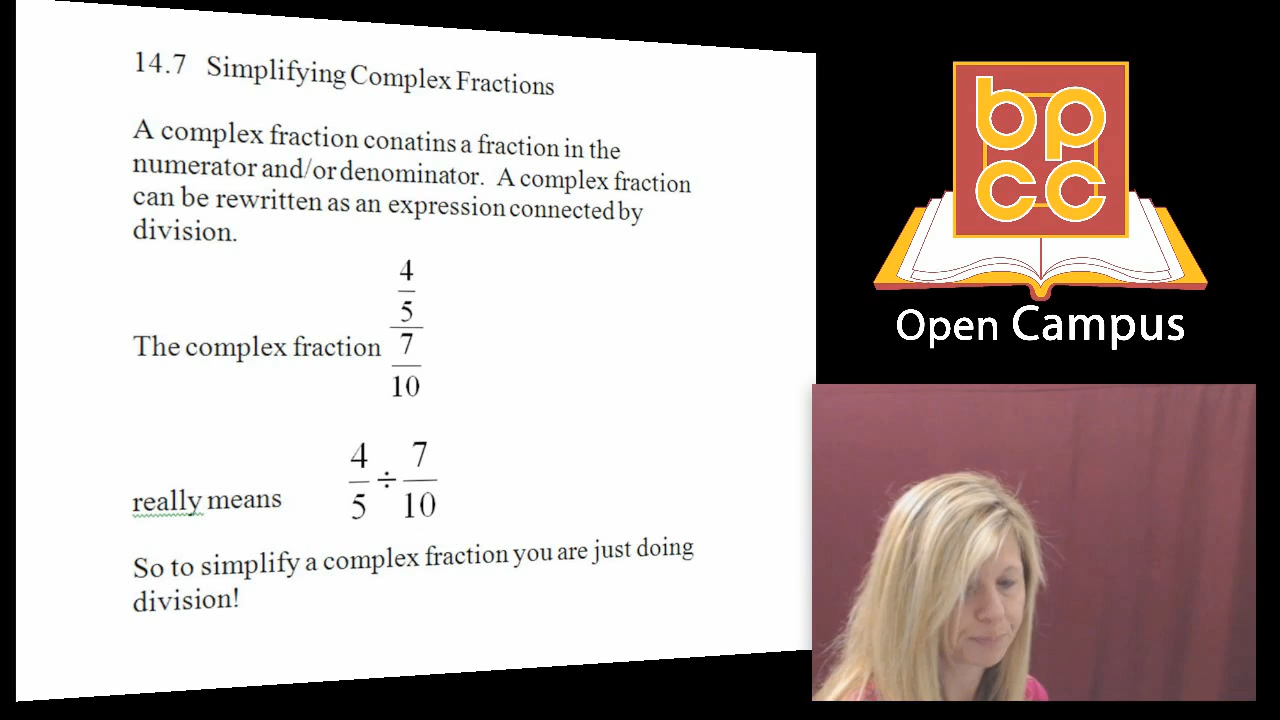 14.7 Simplifying Complex Fractions
A complex fraction conatins a fraction in the
numerator and/or denominator. A complex fraction
can be rewritten as an expression connected by
division.
4
5
The complex fraction
7
10
4 7
÷
5 10
really means
So to simplify a complex fraction you are just doing
division!
bp
cc
Open Campus